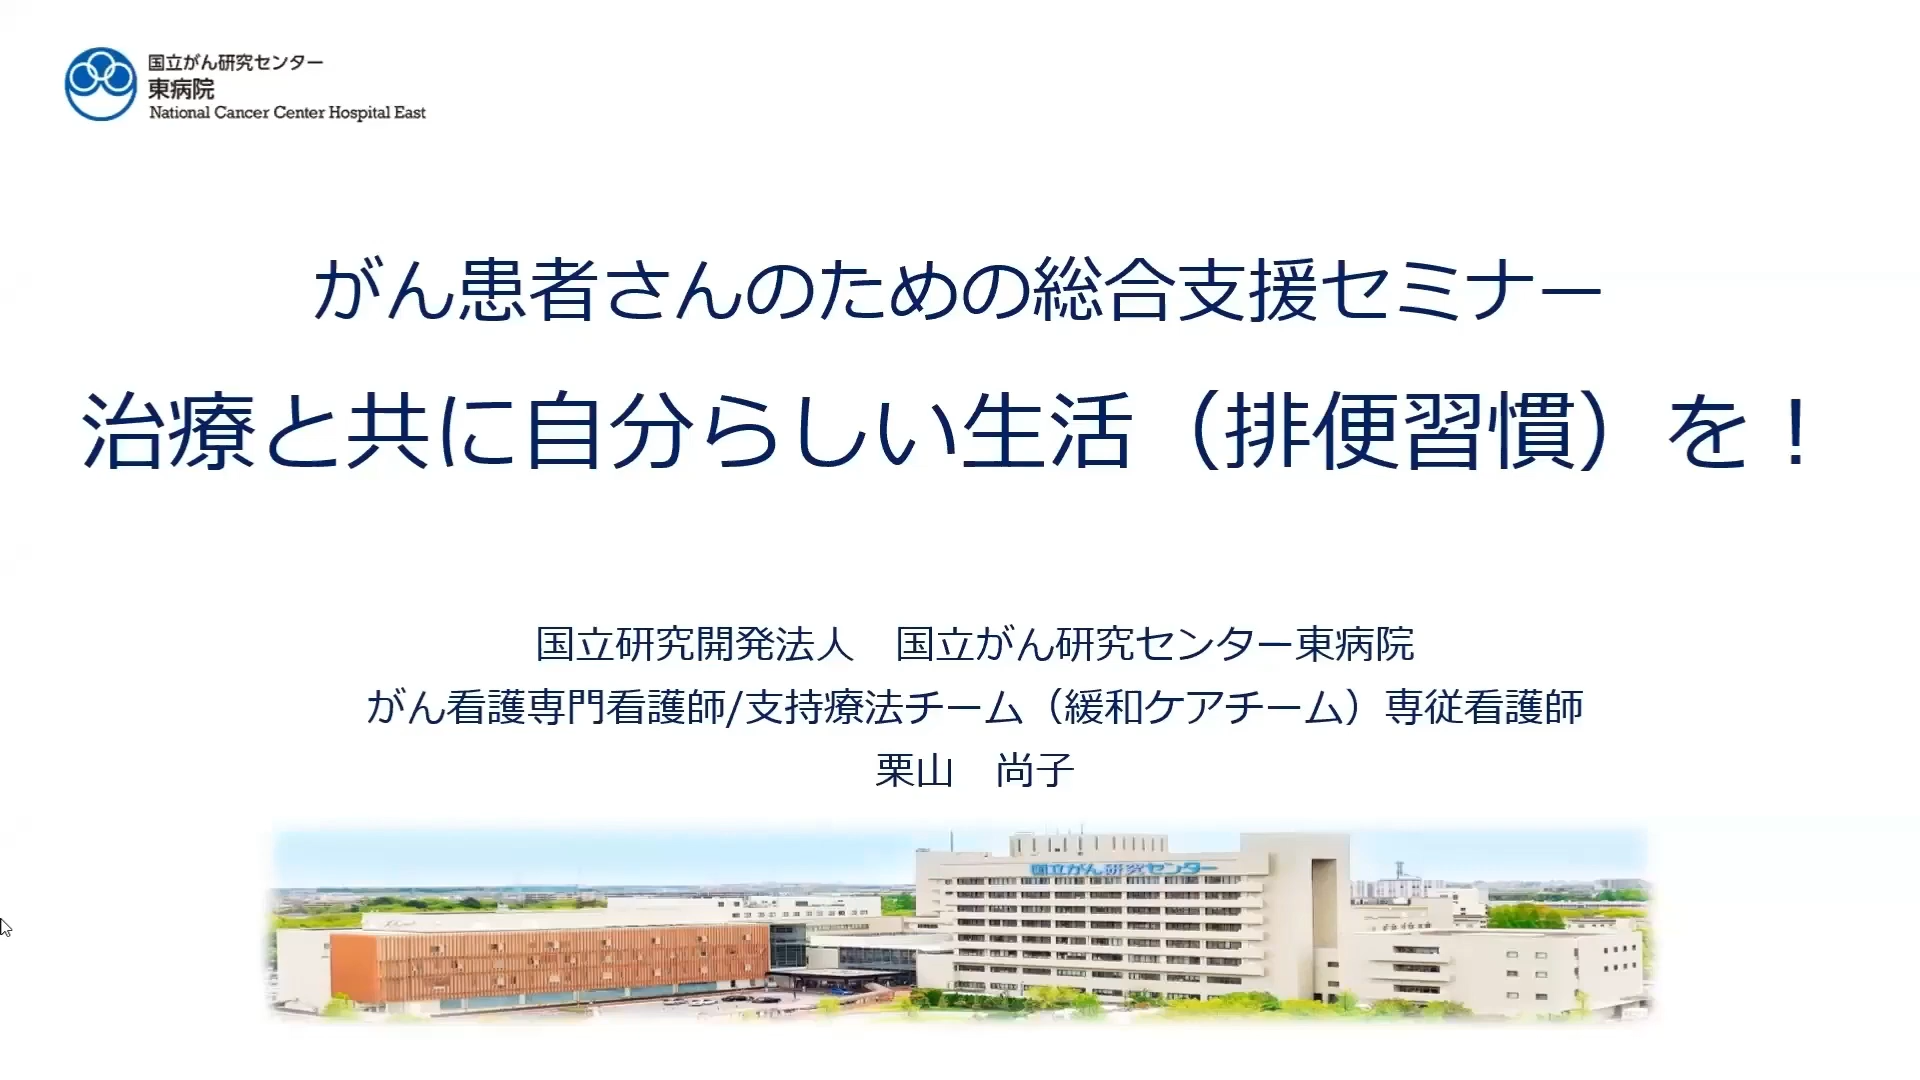 国立がん研究センター
東病院
National Cancer Center Hospital East
がん患者さんのための総合支援セミナー
治療と共に自分らしい生活（排便習慣）を！
国立研究開発法人　国立がん研究センター東病院
がん看護専門看護師/支持療法チーム（緩和ケアチーム）専従看護師
栗山　尚子
国立がん研究センター